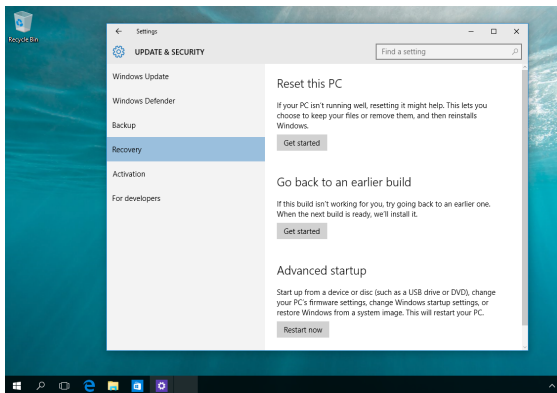 Recycle Bin
Settings
UPDATE & SECURITY
Find a setting
Windows Update
Windows Defender
Backup
Recovery
Activation
For developers
Reset this PC
If your PC isn't running well, resetting it might help. This lets you
choose to keep your files or remove them, and then reinstalls
Windows.
Get started
Go back to an earlier build
If this build isn't working for you, try going back to an earlier one.
When the next build is ready, we'll install it.
Get started
Advanced startup
Start up from a device or disc (such as a USB drive or DVD), change
your PC's firmware settings, change Windows startup settings, or
restore Windows from a system image. This will restart your PC.
Restart now